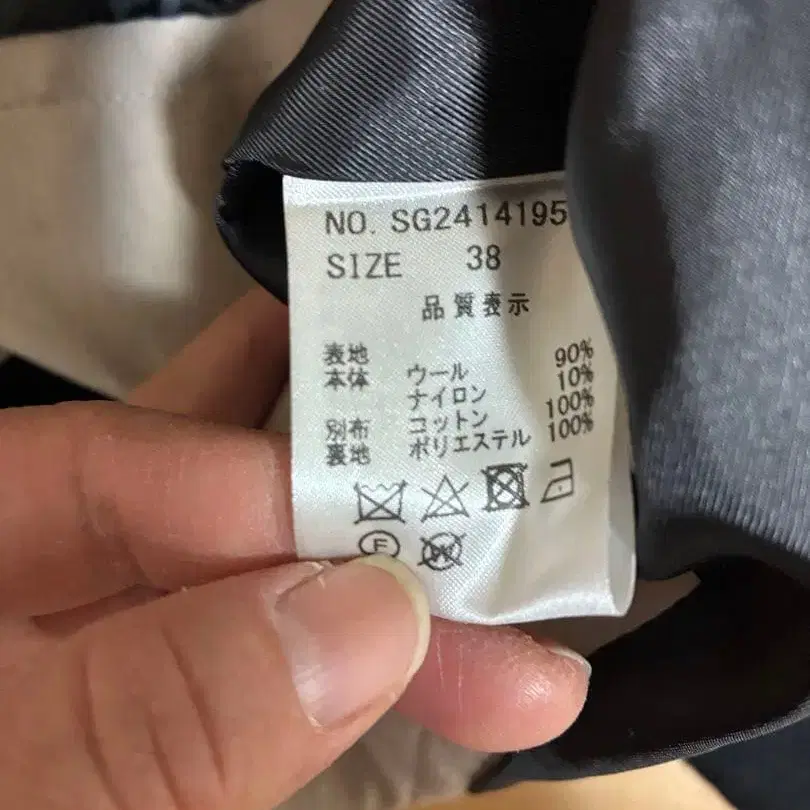 NO. SG2414195
SIZE 38
品質表示
表地
本体 ウール 90%
ナイロン 10%
別布 コットン 100%
裏地 ポリエステル 100%
F
W